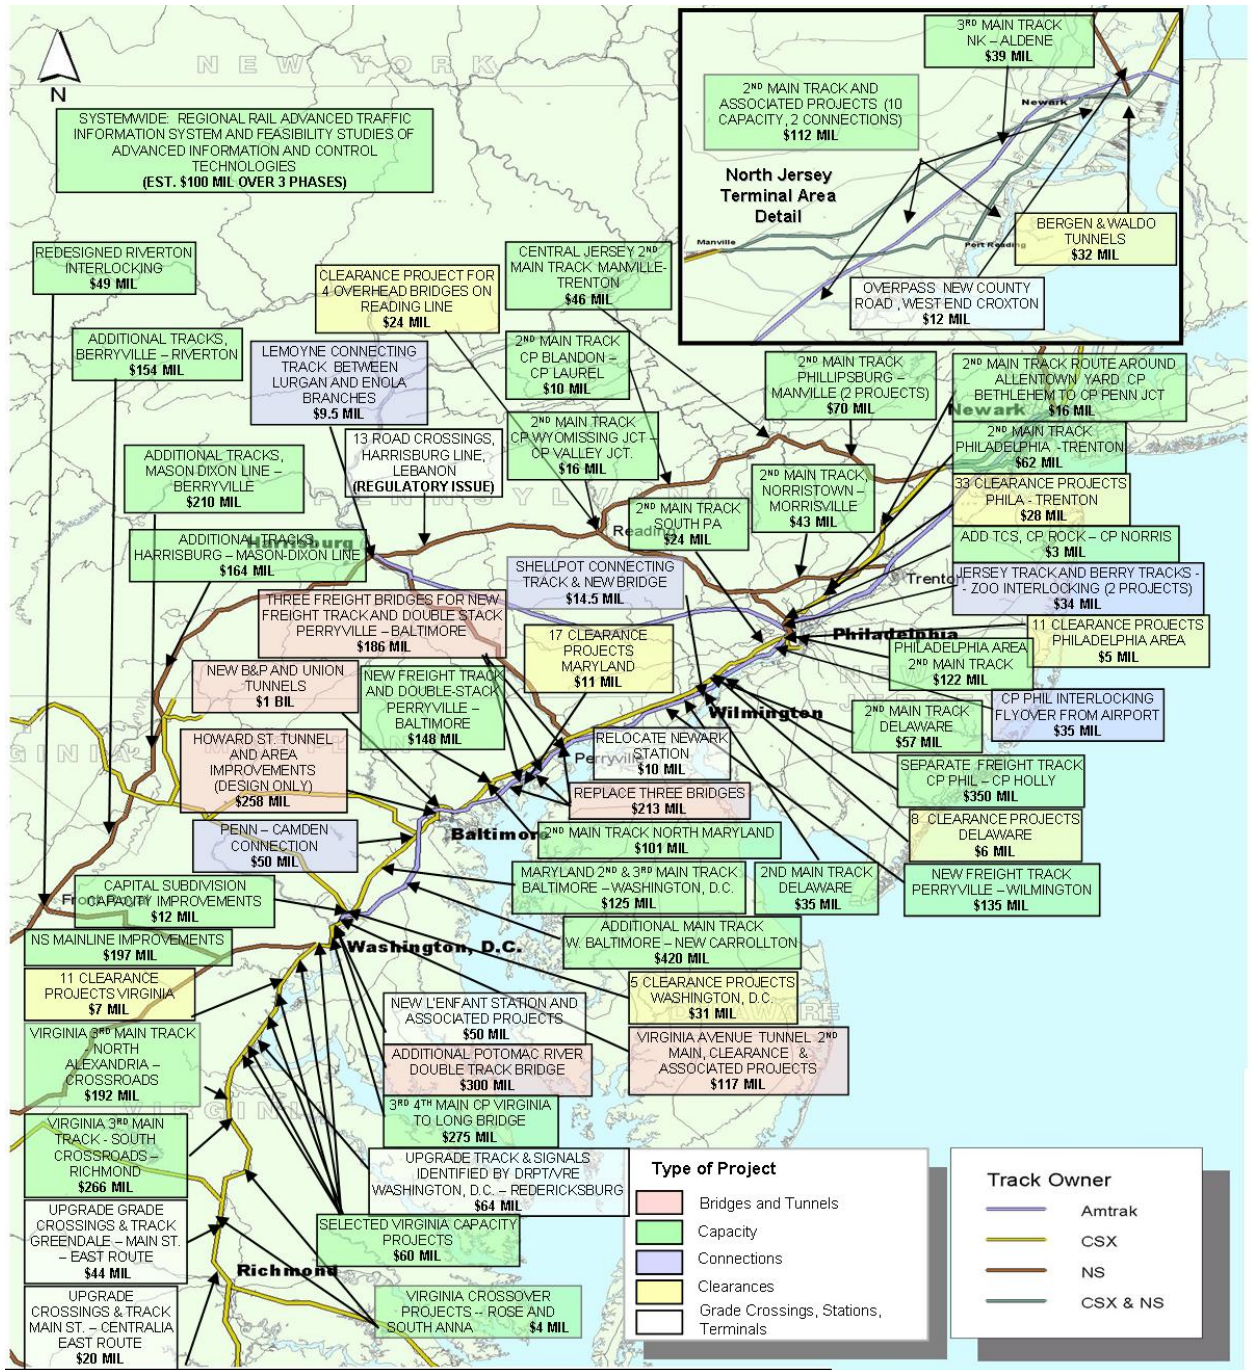 N
NEW YORK
SYSTEMWIDE: REGIONAL RAIL ADVANCED TRAFFIC
INFORMATION SYSTEM AND FEASIBILITY STUDIES OF
ADVANCED INFORMATION AND CONTROL
TECHNOLOGIES
(EST. $100 MIL OVER 3 PHASES)
3RD MAIN TRACK
NK – ALDENE
$39 MIL
2ND MAIN TRACK AND
ASSOCIATED PROJECTS (10
CAPACITY, 2 CONNECTIONS)
$112 MIL
Newark
North Jersey
Terminal Area
Detail
Manville
Port Reading
BERGEN & WALDO
TUNNELS
$32 MIL
OVERPASS NEW COUNTY
ROAD , WEST END CROXTON
$12 MIL
REDESIGNED RIVERTON
INTERLOCKING
$49 MIL
CLEARANCE PROJECT FOR
4 OVERHEAD BRIDGES ON
READING LINE
$24 MIL
CENTRAL JERSEY 2ND
MAIN TRACK MANVILLE-
TRENTON
$46 MIL
ADDITIONAL TRACKS,
BERRYVILLE – RIVERTON
$154 MIL
LEMOYNE CONNECTING
TRACK BETWEEN
LURGAN AND ENOLA
BRANCHES
$9.5 MIL
2ND MAIN TRACK
CP BLANDON –
CP LAUREL
$10 MIL
2ND MAIN TRACK
PHILLIPSBURG –
MANVILLE (2 PROJECTS)
$70 MIL
2ND MAIN TRACK ROUTE AROUND
ALLENTOWN YARD CP
BETHLEHEM TO CP PENN JCT
$16 MIL
Newark
2ND MAIN TRACK
CP WYOMISSING JCT –
CP VALLEY JCT.
$16 MIL
13 ROAD CROSSINGS,
HARRISBURG LINE,
LEBANON
(REGULATORY ISSUE)
2ND MAIN TRACK
PHILADELPHIA -TRENTON
$62 MIL
ADDITIONAL TRACKS,
MASON DIXON LINE –
BERRYVILLE
$210 MIL
PENNSYLVANIA
2ND MAIN TRACK,
NORRISTOWN –
MORRISVILLE
$43 MIL
33 CLEARANCE PROJECTS
PHILA - TRENTON
$28 MIL
2ND MAIN TRACK
SOUTH PA
$24 MIL
Reading
ADD TCS, CP ROCK – CP NORRIS
$3 MIL
Harrisburg
ADDITIONAL TRACKS,
HARRISBURG – MASON-DIXON LINE
$164 MIL
SHELLPOT CONNECTING
TRACK & NEW BRIDGE
$14.5 MIL
Trenton
JERSEY TRACK AND BERRY TRACKS -
- ZOO INTERLOCKING (2 PROJECTS)
$34 MIL
THREE FREIGHT BRIDGES FOR NEW
FREIGHT TRACK AND DOUBLE STACK
PERRYVILLE – BALTIMORE
$186 MIL
17 CLEARANCE
PROJECTS
MARYLAND
$11 MIL
Philadelphia
11 CLEARANCE PROJECTS
PHILADELPHIA AREA
$5 MIL
PHILADELPHIA AREA
2ND MAIN TRACK
$122 MIL
NEW B&P AND UNION
TUNNELS
$1 BIL
NEW FREIGHT TRACK
AND DOUBLE-STACK
PERRYVILLE –
BALTIMORE
$148 MIL
CP PHIL INTERLOCKING
FLYOVER FROM AIRPORT
$35 MIL
Wilmington
2ND MAIN TRACK
DELAWARE
$57 MIL
HOWARD ST. TUNNEL
AND AREA
IMPROVEMENTS
(DESIGN ONLY)
$258 MIL
RELOCATE NEWARK
STATION
$10 MIL
Perryville
SEPARATE FREIGHT TRACK
CP PHIL – CP HOLLY
$350 MIL
REPLACE THREE BRIDGES
$213 MIL
8 CLEARANCE PROJECTS
DELAWARE
$6 MIL
PENN – CAMDEN
CONNECTION
$50 MIL
Baltimore
2ND MAIN TRACK NORTH MARYLAND
$101 MIL
MARYLAND 2ND & 3RD MAIN TRACK
BALTIMORE – WASHINGTON, D.C.
$125 MIL
2ND MAIN TRACK
DELAWARE
$35 MIL
NEW FREIGHT TRACK
PERRYVILLE – WILMINGTON
$135 MIL
CAPITAL SUBDIVISION
CAPACITY IMPROVEMENTS
$12 MIL
Front Royal
ADDITIONAL MAIN TRACK
W. BALTIMORE – NEW CARROLLTON
$420 MIL
NS MAINLINE IMPROVEMENTS
$197 MIL
Washington, D.C.
11 CLEARANCE
PROJECTS VIRGINIA
$7 MIL
5 CLEARANCE PROJECTS
WASHINGTON, D.C.
$31 MIL
DELAWARE
NEW L'ENFANT STATION AND
ASSOCIATED PROJECTS
$50 MIL
VIRGINIA 3RD MAIN TRACK
- NORTH
ALEXANDRIA –
CROSSROADS
$192 MIL
VIRGINIA AVENUE TUNNEL 2ND
MAIN, CLEARANCE &
ASSOCIATED PROJECTS
$117 MIL
ADDITIONAL POTOMAC RIVER
DOUBLE TRACK BRIDGE
$300 MIL
VIRGINIA
3RD 4TH MAIN CP VIRGINIA
TO LONG BRIDGE
$275 MIL
VIRGINIA 3RD MAIN
TRACK - SOUTH
CROSSROADS –
RICHMOND
$266 MIL
UPGRADE TRACK & SIGNALS
IDENTIFIED BY DRPT/VRE
WASHINGTON, D.C. – REDERICKSBURG
$64 MIL
UPGRADE GRADE
CROSSINGS & TRACK
GREENDALE – MAIN ST.
– EAST ROUTE
$44 MIL
SELECTED VIRGINIA CAPACITY
PROJECTS
$60 MIL
Richmond
UPGRADE
CROSSINGS & TRACK
MAIN ST. – CENTRALIA
EAST ROUTE
$20 MIL
VIRGINIA CROSSOVER
PROJECTS -- ROSE AND
SOUTH ANNA $4 MIL
Type of Project
Bridges and Tunnels
Capacity
Connections
Clearances
Grade Crossings, Stations,
Terminals
Track Owner
Amtrak
CSX
NS
CSX & NS